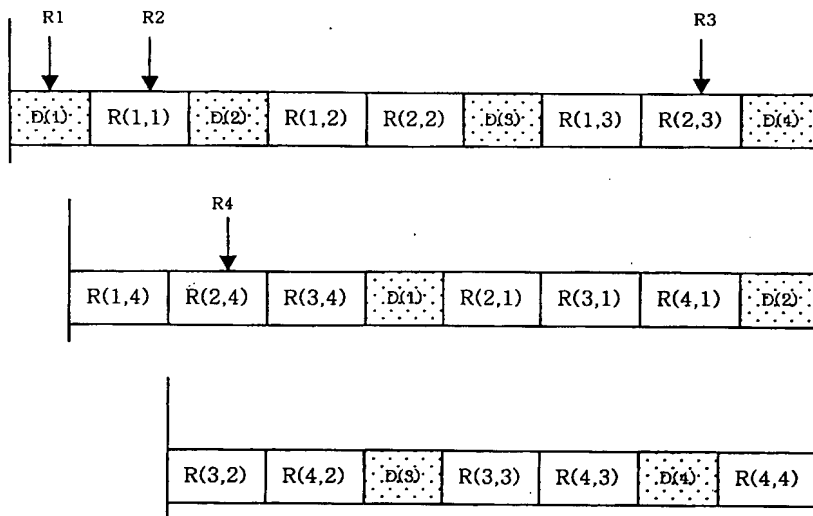 R1 R2 R3
D(1) R(1,1) D(2) R(1,2) R(2,2) D(3) R(1,3) R(2,3) D(4)
R4
R(1,4) R(2,4) R(3,4) D(1) R(2,1) R(3,1) R(4,1) D(2)
R(3,2) R(4,2) D(3) R(3,3) R(4,3) D(4) R(4,4)